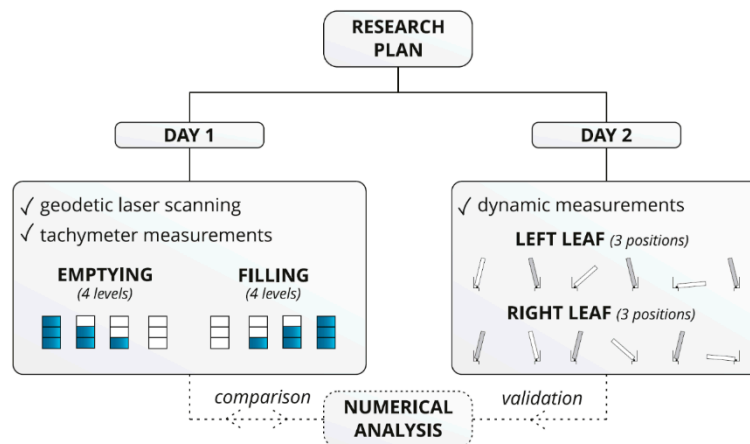 RESEARCH
PLAN
DAY 1
DAY 2
✓ geodetic laser scanning
✓ tachymeter measurements
EMPTYING
(4 levels)
FILLING
(4 levels)
✓ dynamic measurements
LEFT LEAF (3 positions)
RIGHT LEAF (3 positions)
comparison
NUMERICAL
ANALYSIS
validation